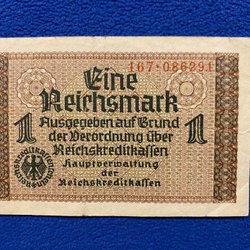 167·086291
Eine
Reichsmark
Ausgegeben auf Grund
der Verordnung über
Reichskreditkassen
Hauptverwaltung
der
Reichskreditkassen
1
1